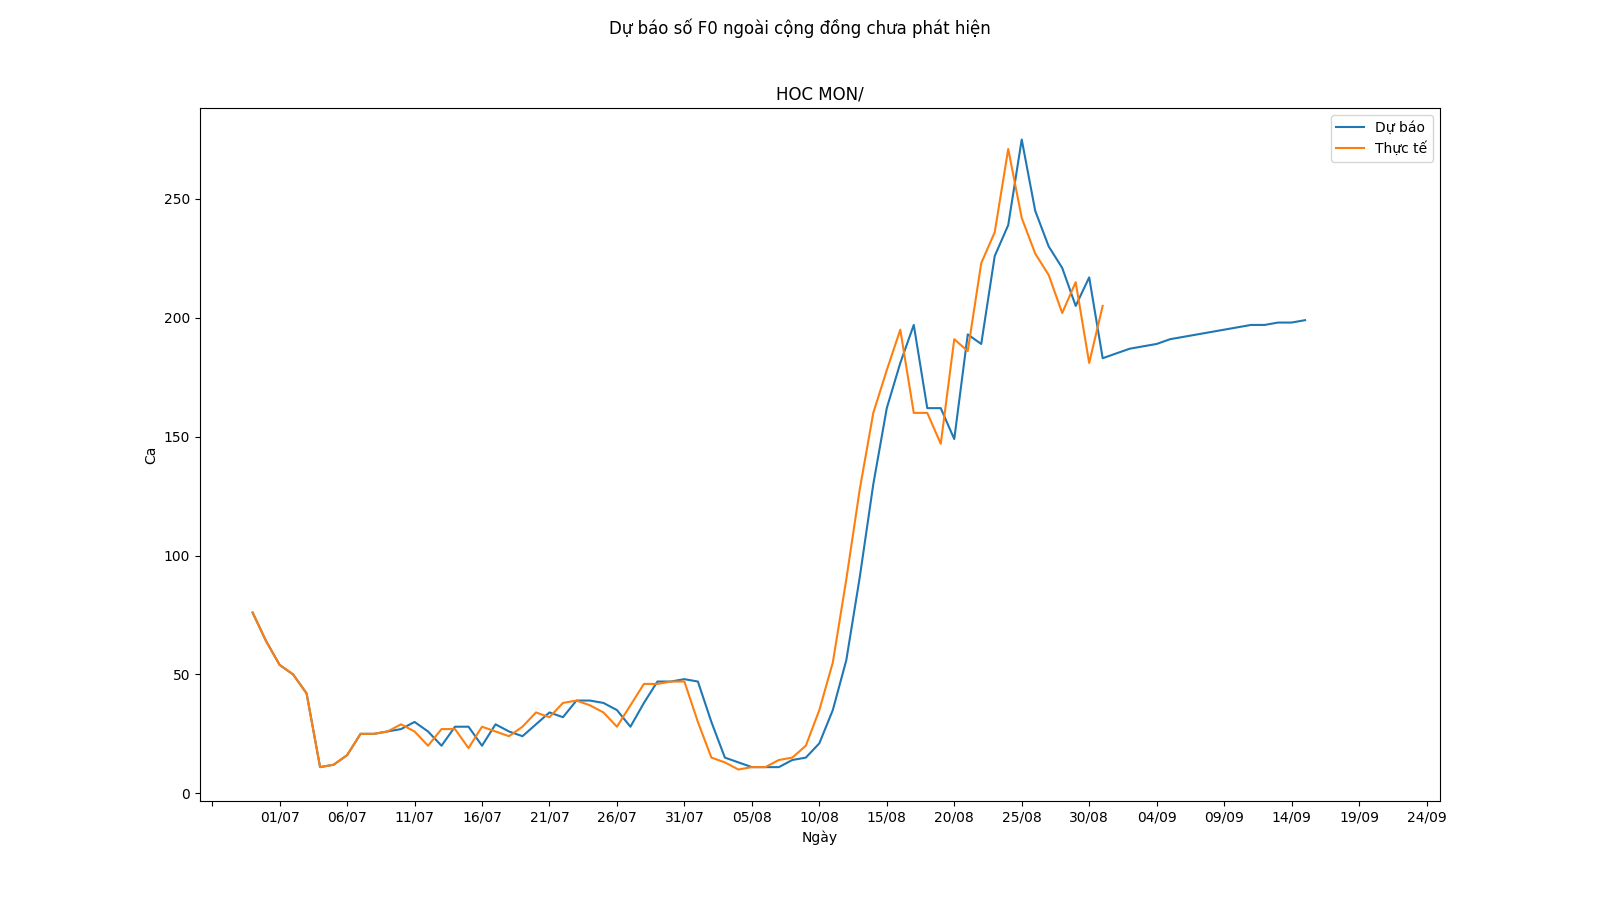 Dự báo số F0 ngoài cộng đồng chưa phát hiện
HOC MON/
Dự báo
Thực tế
250
200
150
100
50
0
Ca
01/07 06/07 11/07 16/07 21/07 26/07 31/07 05/08 10/08 15/08 20/08 25/08 30/08 04/09 09/09 14/09 19/09 24/09
Ngày